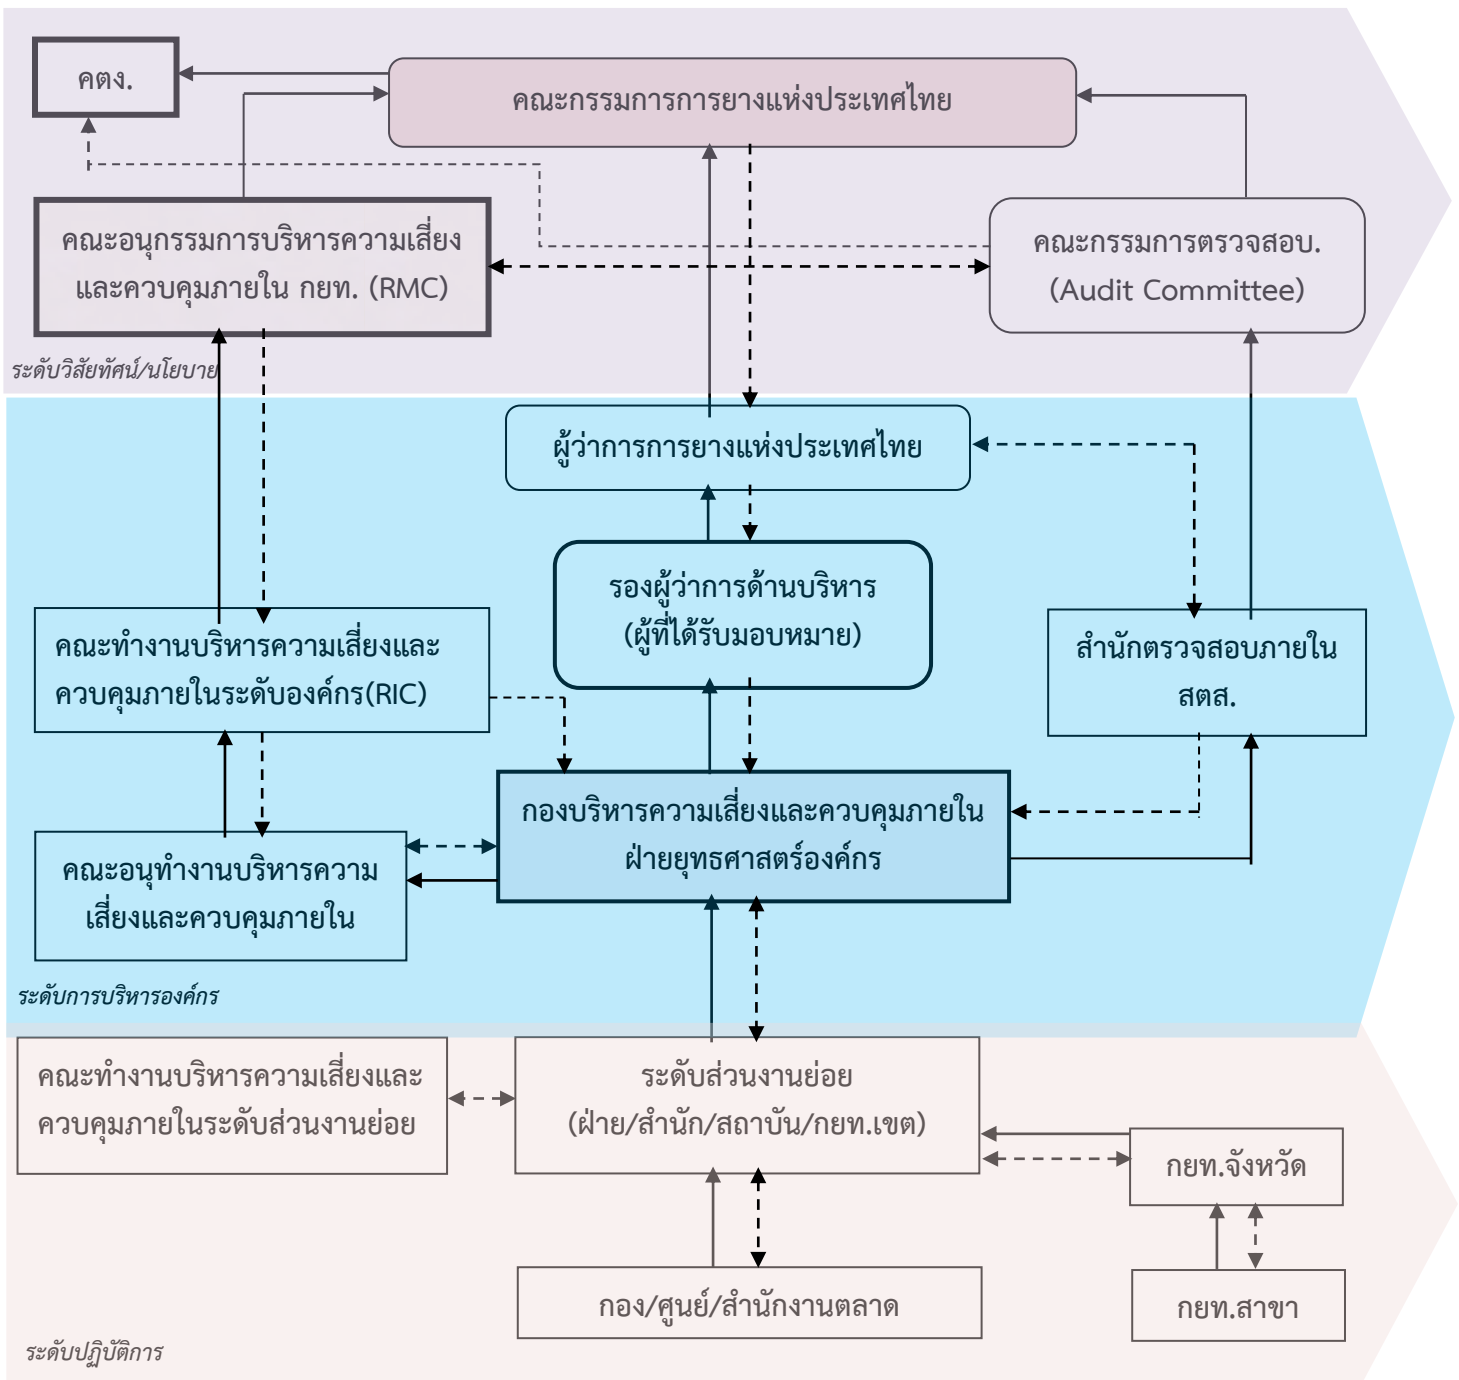 คตง.
คณะกรรมการการยางแห่งประเทศไทย
คณะอนุกรรมการบริหารความเสี่ยง
และควบคุมภายใน กยท. (RMC)
คณะกรรมการตรวจสอบ.
(Audit Committee)
ระดับวิสัยทัศน์/นโยบาย
ผู้ว่าการการยางแห่งประเทศไทย
รองผู้ว่าการด้านบริหาร
(ผู้ที่ได้รับมอบหมาย)
คณะทำงานบริหารความเสี่ยงและ
ควบคุมภายในระดับองค์กร(RIC)
สำนักตรวจสอบภายใน
สตส.
กองบริหารความเสี่ยงและควบคุมภายใน
ฝ่ายยุทธศาสตร์องค์กร
คณะอนุทำงานบริหารความ
เสี่ยงและควบคุมภายใน
ระดับการบริหารองค์กร
คณะทำงานบริหารความเสี่ยงและ
ควบคุมภายในระดับส่วนงานย่อย
ระดับส่วนงานย่อย
(ฝ่าย/สำนัก/สถาบัน/กยท.เขต)
กยท.จังหวัด
กอง/ศูนย์/สำนักงานตลาด
กยท.สาขา
ระดับปฏิบัติการ